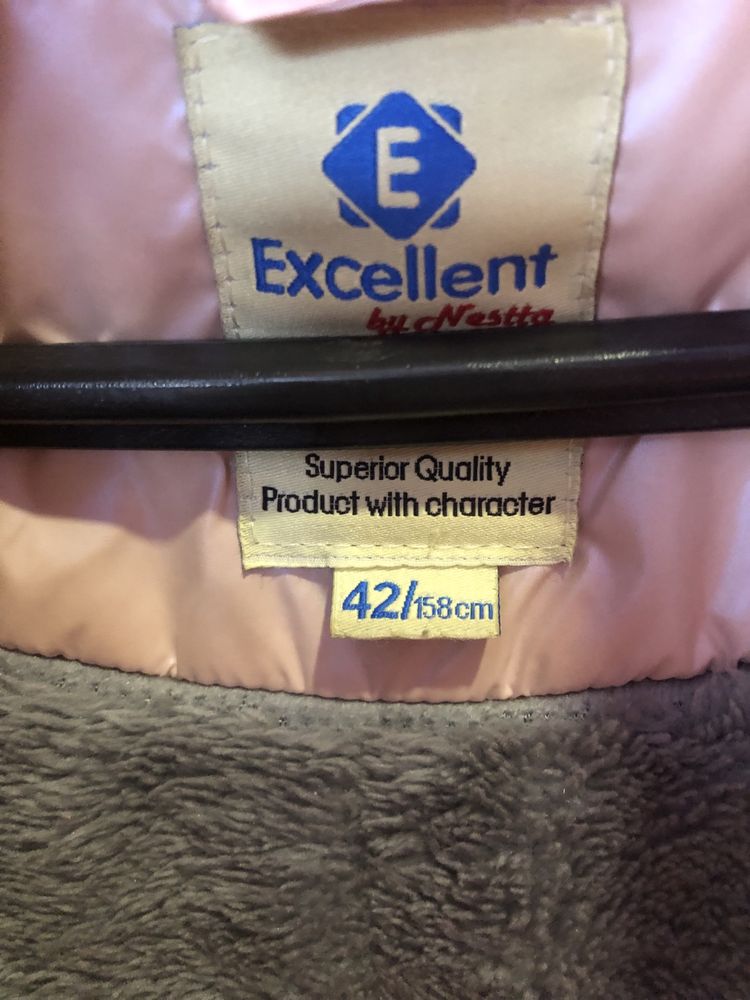 E
Excellent
by Nestta
Superior Quality
Product with character
42/158cm